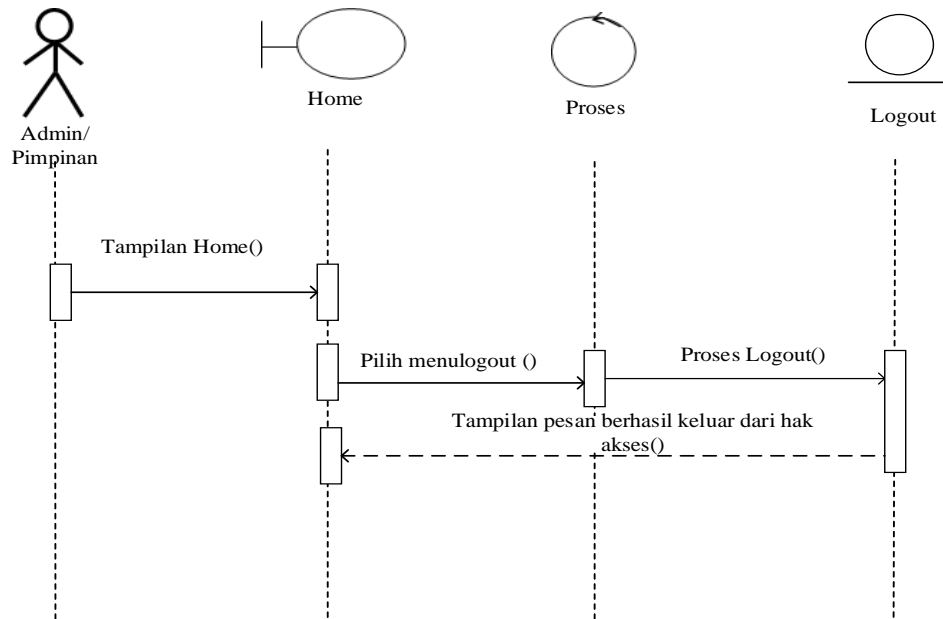 Home
Proses
Logout
Admin/
Pimpinan
Tampilan Home()
Pilih menulogout ()
Proses Logout()
Tampilan pesan berhasil keluar dari hak
akses()